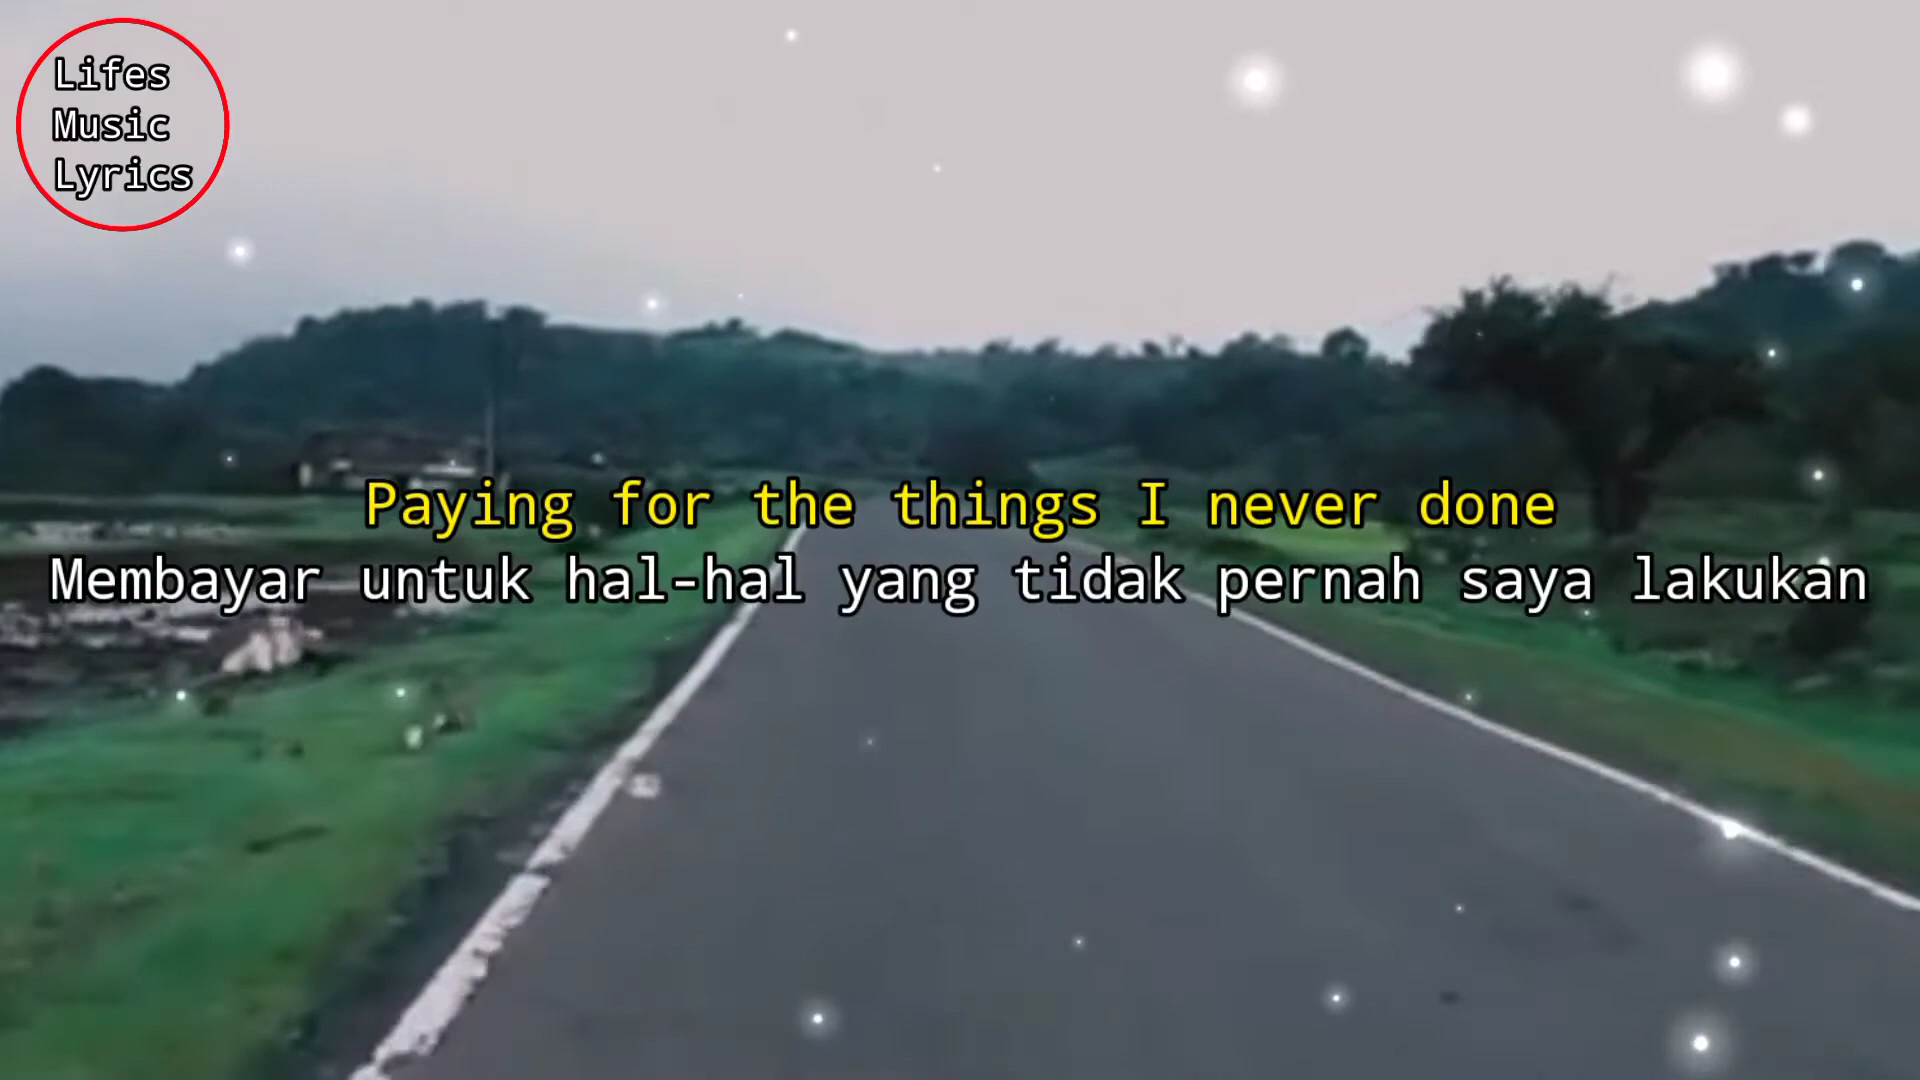 Lifes
Music
Lyrics
Paying for the things I never done
Membayar untuk hal-hal yang tidak pernah saya lakukan